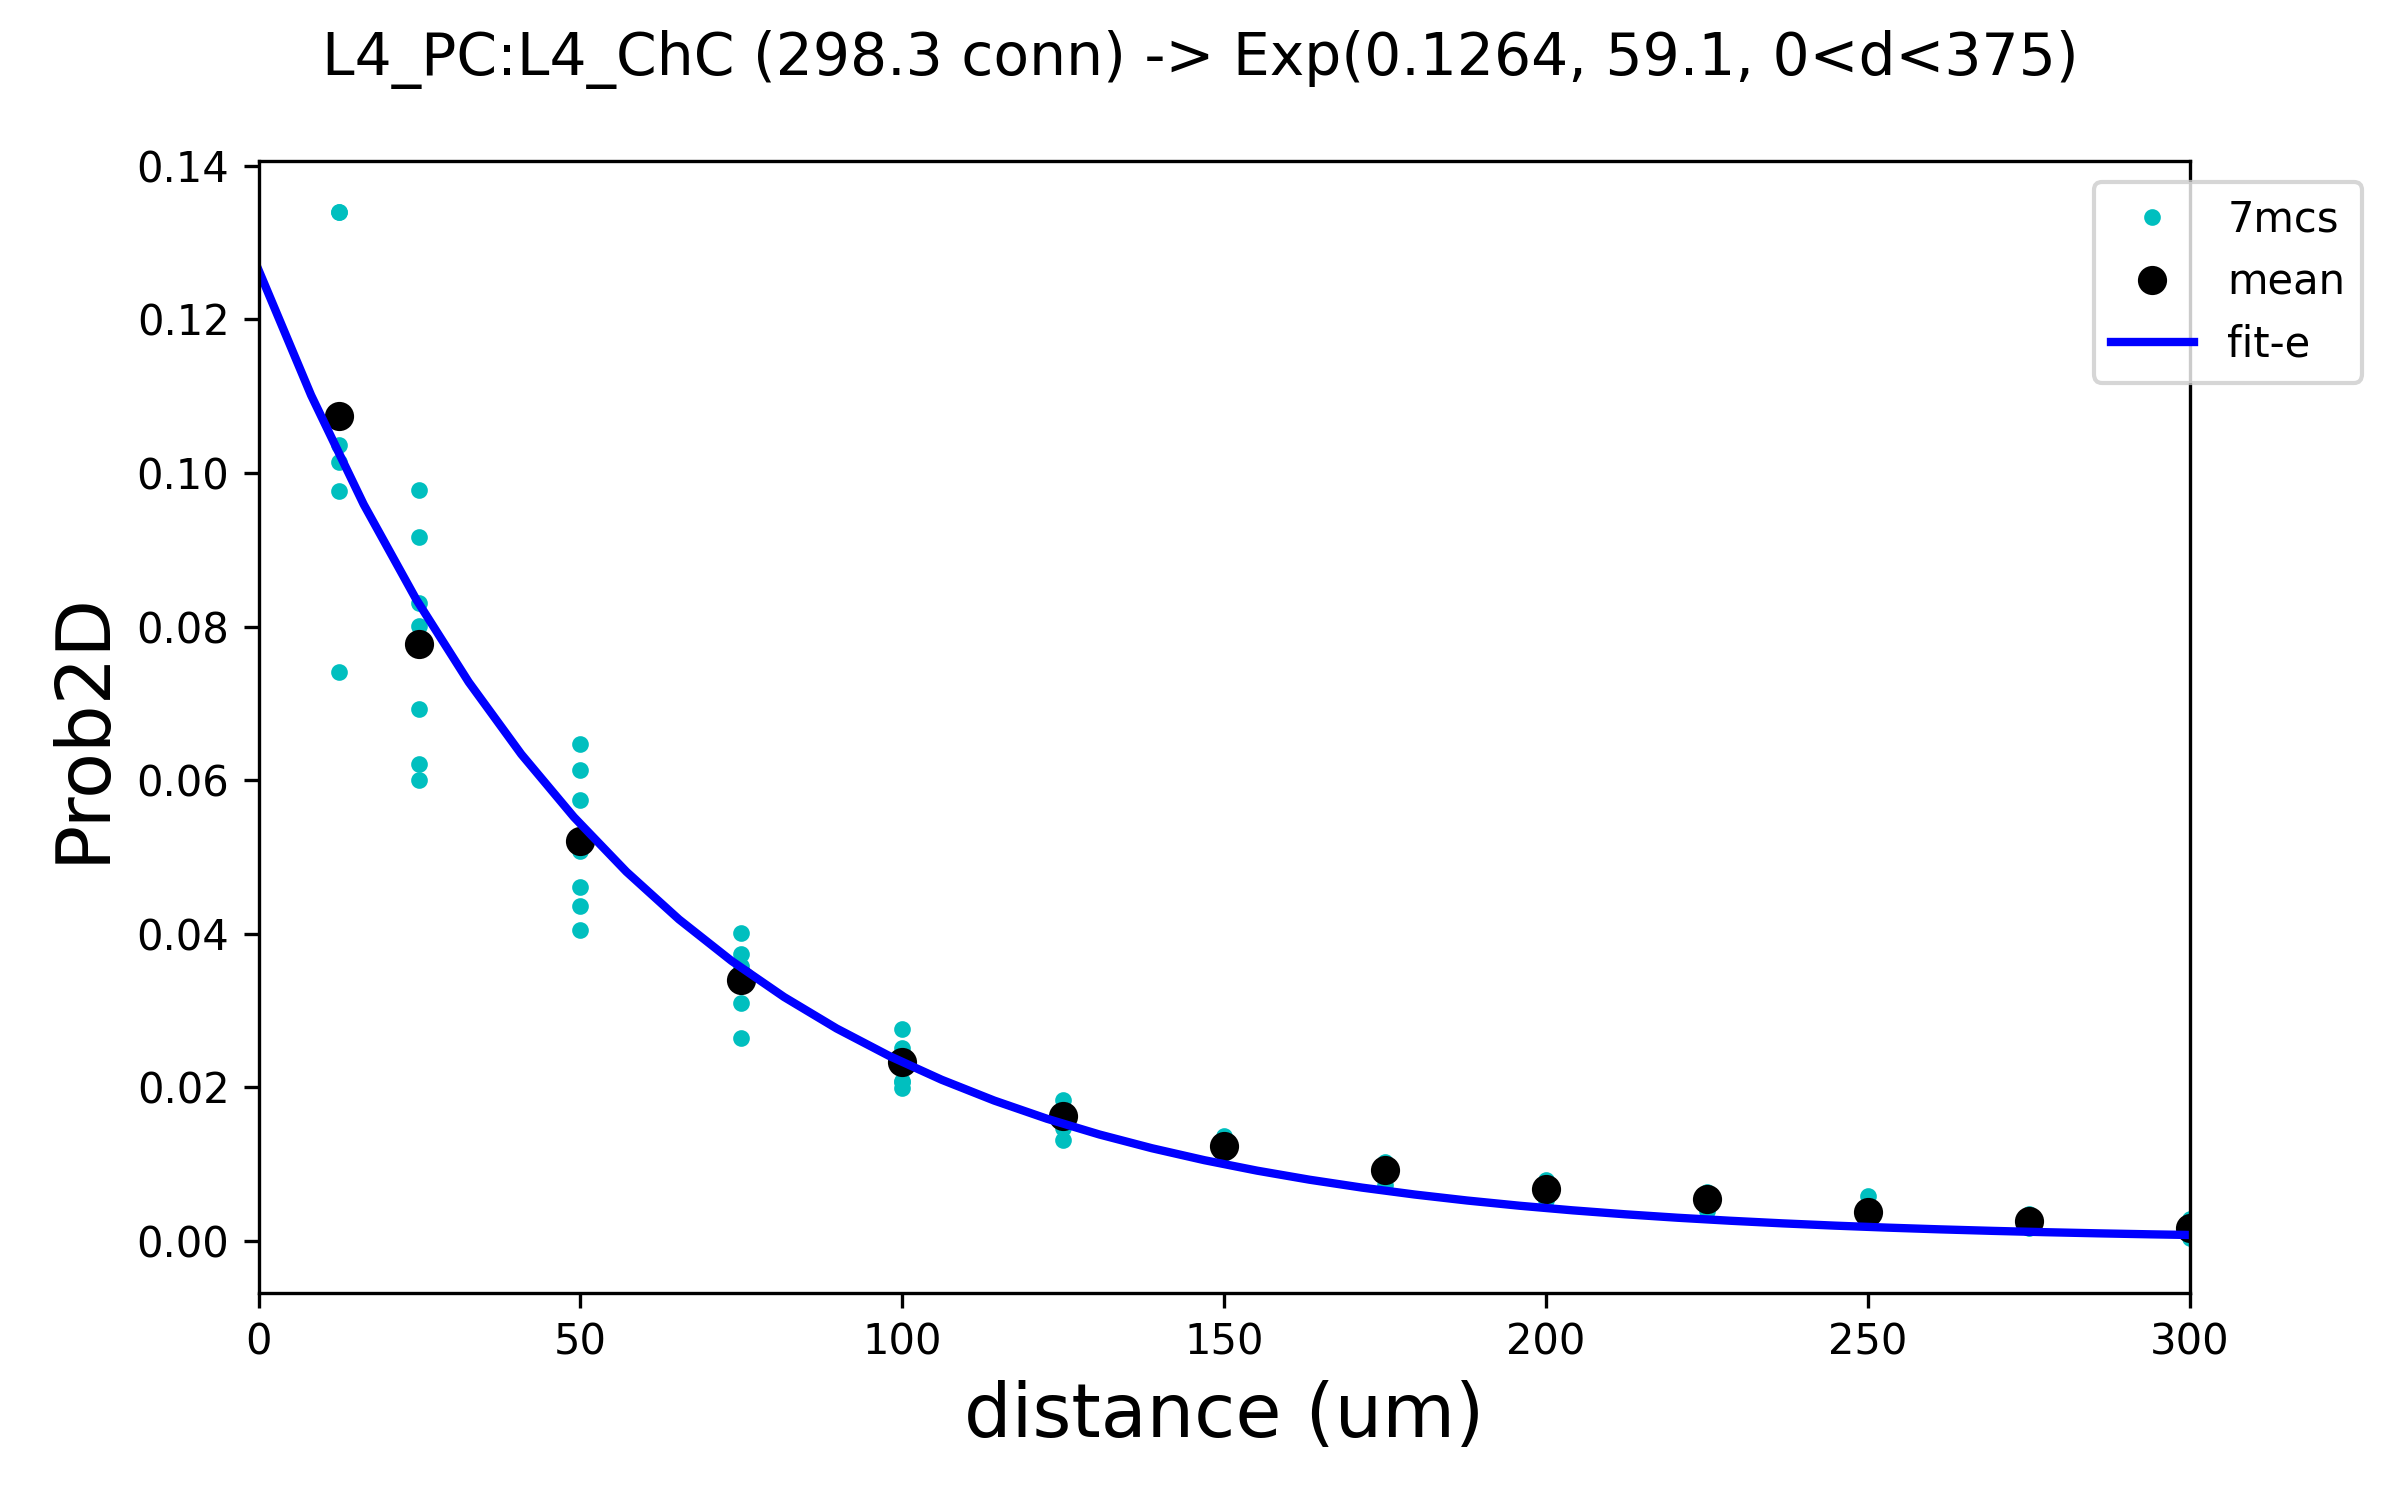 L4_PC:L4_ChC (298.3 conn) -> Exp(0.1264, 59.1, 0<d<375)
0.14
0.12
0.10
0.08
0.06
0.04
0.02
0.00
Prob2D
7mcs
mean
fit-e
0 50 100 150 200 250 300
distance (um)